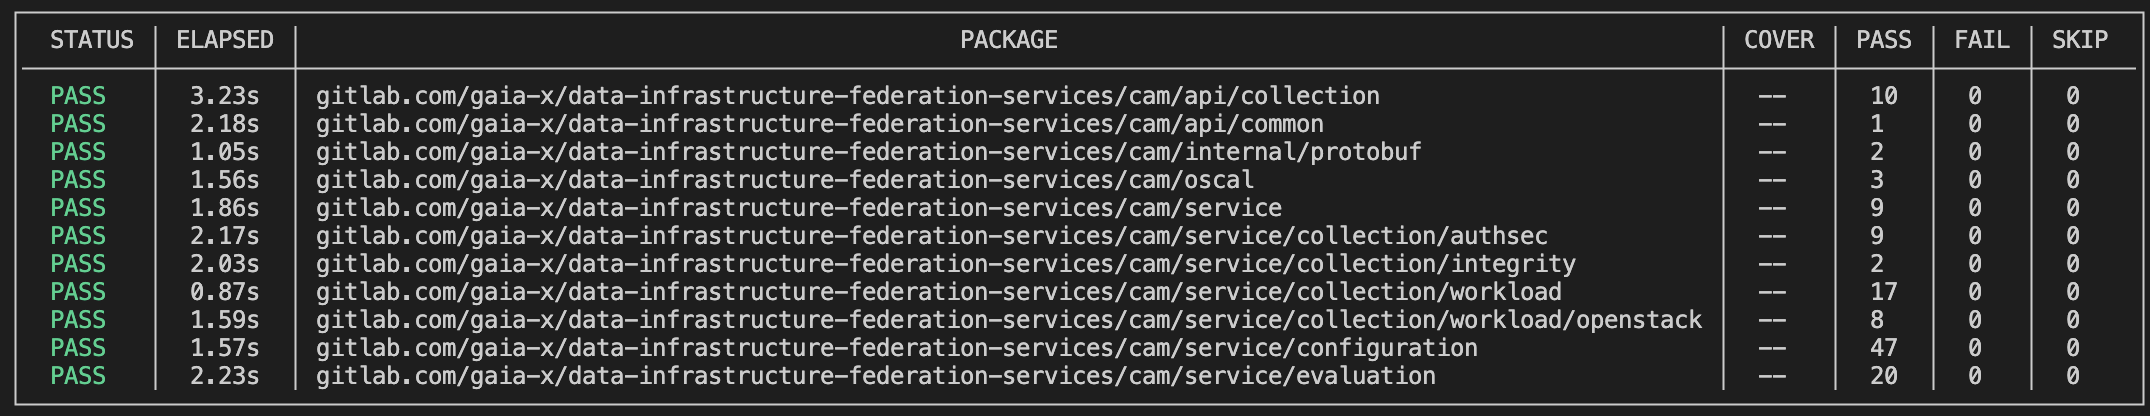 STATUS ELAPSED PACKAGE COVER PASS FAIL SKIP
PASS 3.23s gitlab.com/gaia-x/data-infrastructure-federation-services/cam/api/collection -- 10 0 0
PASS 2.18s gitlab.com/gaia-x/data-infrastructure-federation-services/cam/api/common -- 1 0 0
PASS 1.05s gitlab.com/gaia-x/data-infrastructure-federation-services/cam/internal/protobuf -- 2 0 0
PASS 1.56s gitlab.com/gaia-x/data-infrastructure-federation-services/cam/oscal -- 3 0 0
PASS 1.86s gitlab.com/gaia-x/data-infrastructure-federation-services/cam/service -- 9 0 0
PASS 2.17s gitlab.com/gaia-x/data-infrastructure-federation-services/cam/service/collection/authsec -- 9 0 0
PASS 2.03s gitlab.com/gaia-x/data-infrastructure-federation-services/cam/service/collection/integrity -- 2 0 0
PASS 0.87s gitlab.com/gaia-x/data-infrastructure-federation-services/cam/service/collection/workload -- 17 0 0
PASS 1.59s gitlab.com/gaia-x/data-infrastructure-federation-services/cam/service/collection/workload/openstack -- 8 0 0
PASS 1.57s gitlab.com/gaia-x/data-infrastructure-federation-services/cam/service/configuration -- 47 0 0
PASS 2.23s gitlab.com/gaia-x/data-infrastructure-federation-services/cam/service/evaluation -- 20 0 0